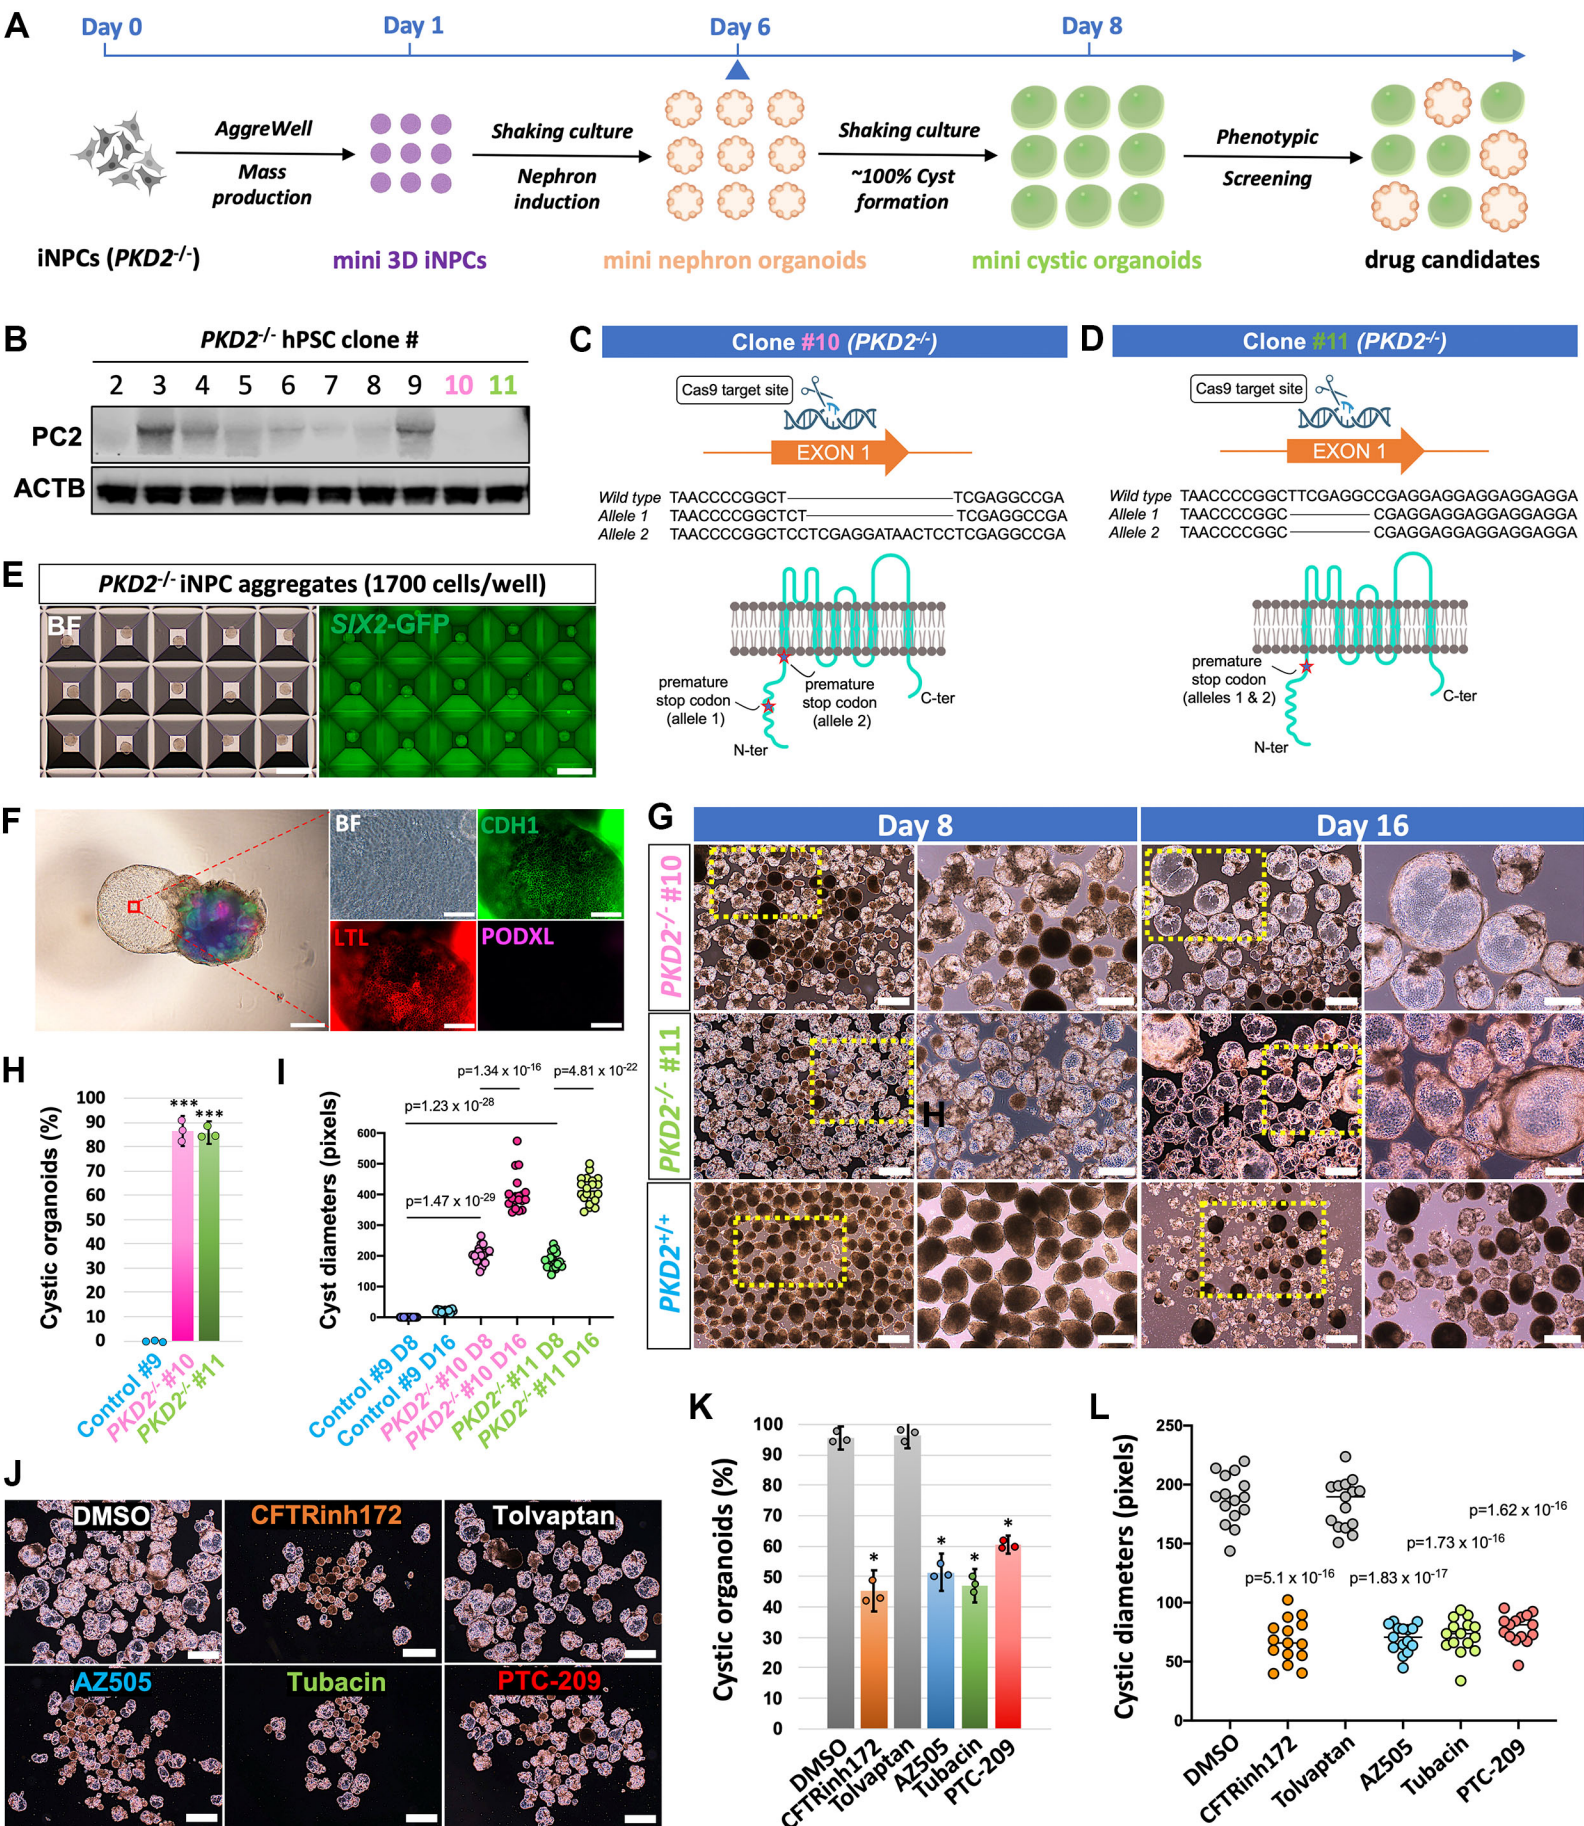 A
Day 0
Day 1
Day 6
Day 8
AggreWell
Mass
production
Shaking culture
Nephron
induction
Shaking culture
~100% Cyst
formation
Phenotypic
Screening
iNPCs (PKD2-/-)
mini 3D iNPCs
mini nephron organoids
mini cystic organoids
drug candidates
B
PKD2-/- hPSC clone #
2 3 4 5 6 7 8 9 10 11
PC2
ACTB
C
Clone #10 (PKD2-/-)
Cas9 target site
EXON 1
Wild type TAACCCCGGCT TCGAGGCCGA
Allele 1 TAACCCCGGCTCT TCGAGGCCGA
Allele 2 TAACCCCGGCTCCTCGAGGATAACTCCTCGAGGCCGA
premature
stop codon
(allele 1)
premature
stop codon
(allele 2)
C-ter
N-ter
D
Clone #11 (PKD2-/-)
Cas9 target site
EXON 1
Wild type TAACCCCGGCTTCGAGGCCGAGGAGGAGGAGGAGGA
Allele 1 TAACCCCGGC CGAGGAGGAGGAGGAGGA
Allele 2 TAACCCCGGC CGAGGAGGAGGAGGAGGA
premature
stop codon
(alleles 1 & 2)
C-ter
N-ter
E
PKD2-/- iNPC aggregates (1700 cells/well)
BF
SIX2-GFP
F
BF
CDH1
LTL
PODXL
G
Day 8
Day 16
PKD2-/- #10
PKD2-/- #11
PKD2+/+
H
I
H
Cystic organoids (%)
100
90
80
70
60
50
40
30
20
10
0
***
***
Control #9
PKD2-/-#10
PKD2-/-#11
I
Cyst diameters (pixels)
p=1.34 x 10-16
p=4.81 x 10-22
p=1.23 x 10-28
p=1.47 x 10-29
600
500
400
300
200
100
0
Control #9 D8
Control #9 D16
PKD2-/-#10 D8
PKD2-/-#10 D16
PKD2-/-#11 D8
PKD2-/-#11 D16
J
DMSO
CFTRinh172
Tolvaptan
AZ505
Tubacin
PTC-209
K
Cystic organoids (%)
100
90
80
70
60
50
40
30
20
10
0
*
*
*
*
DMSO
CFTRinh172
Tolvaptan
AZ505
Tubacin
PTC-209
L
Cystic diameters (pixels)
250
200
150
100
50
0
p=5.1 x 10-16
p=1.83 x 10-17
p=1.73 x 10-16
p=1.62 x 10-16
DMSO
CFTRinh172
Tolvaptan
AZ505
Tubacin
PTC-209